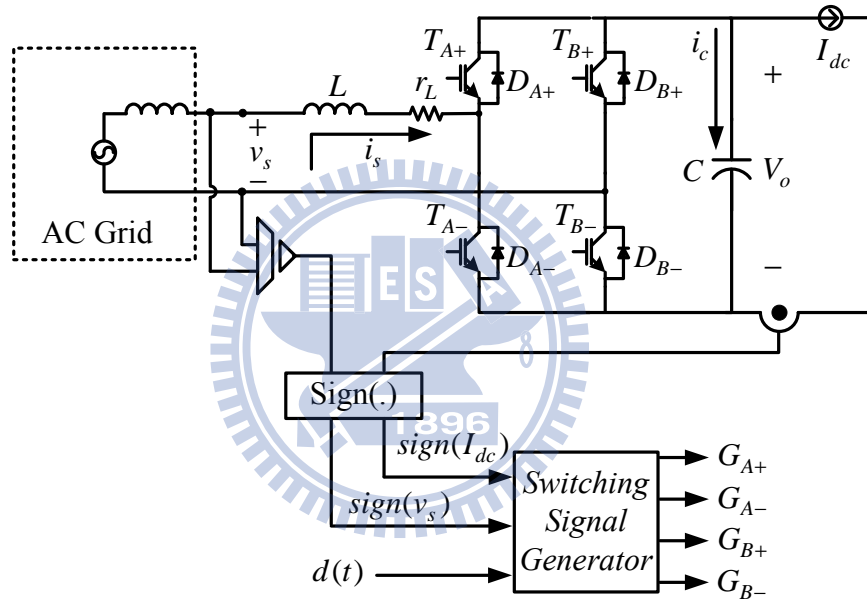 T_{A+}
T_{B+}
i_c
I_{dc}
L
r_L
D_{A+}
D_{B+}
+
+
v_s
i_s
−
C
V_o
AC Grid
T_{A−}
T_{B−}
D_{A−}
D_{B−}
−
E S A
Sign(.)
1896
sign(I_{dc})
sign(v_s)
d(t)
Switching
Signal
Generator
G_{A+}
G_{A−}
G_{B+}
G_{B−}